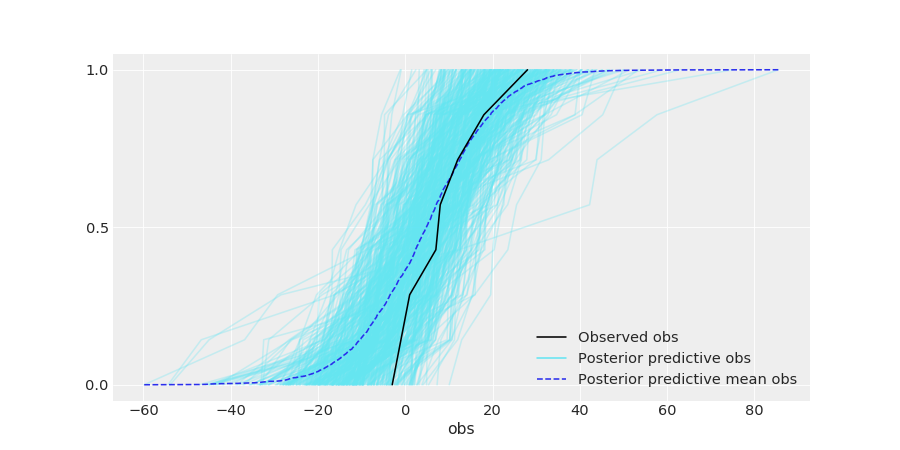 1.0
0.5
0.0
Observed obs
Posterior predictive obs
Posterior predictive mean obs
−60 −40 −20 0 20 40 60 80
obs